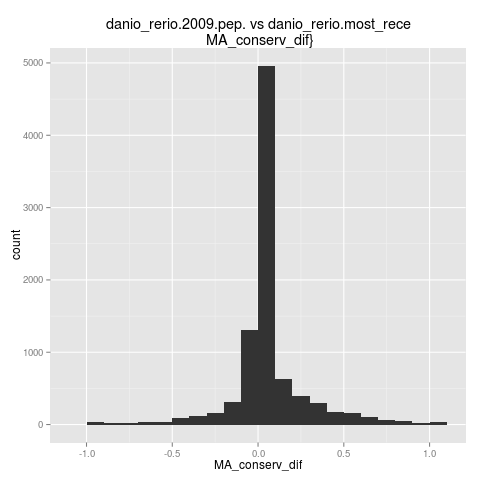 danio_rerio.2009.pep. vs danio_rerio.most_rece
MA_conserv_dif}
5000
4000
3000
2000
1000
0
count
-1.0 -0.5 0.0 0.5 1.0
MA_conserv_dif